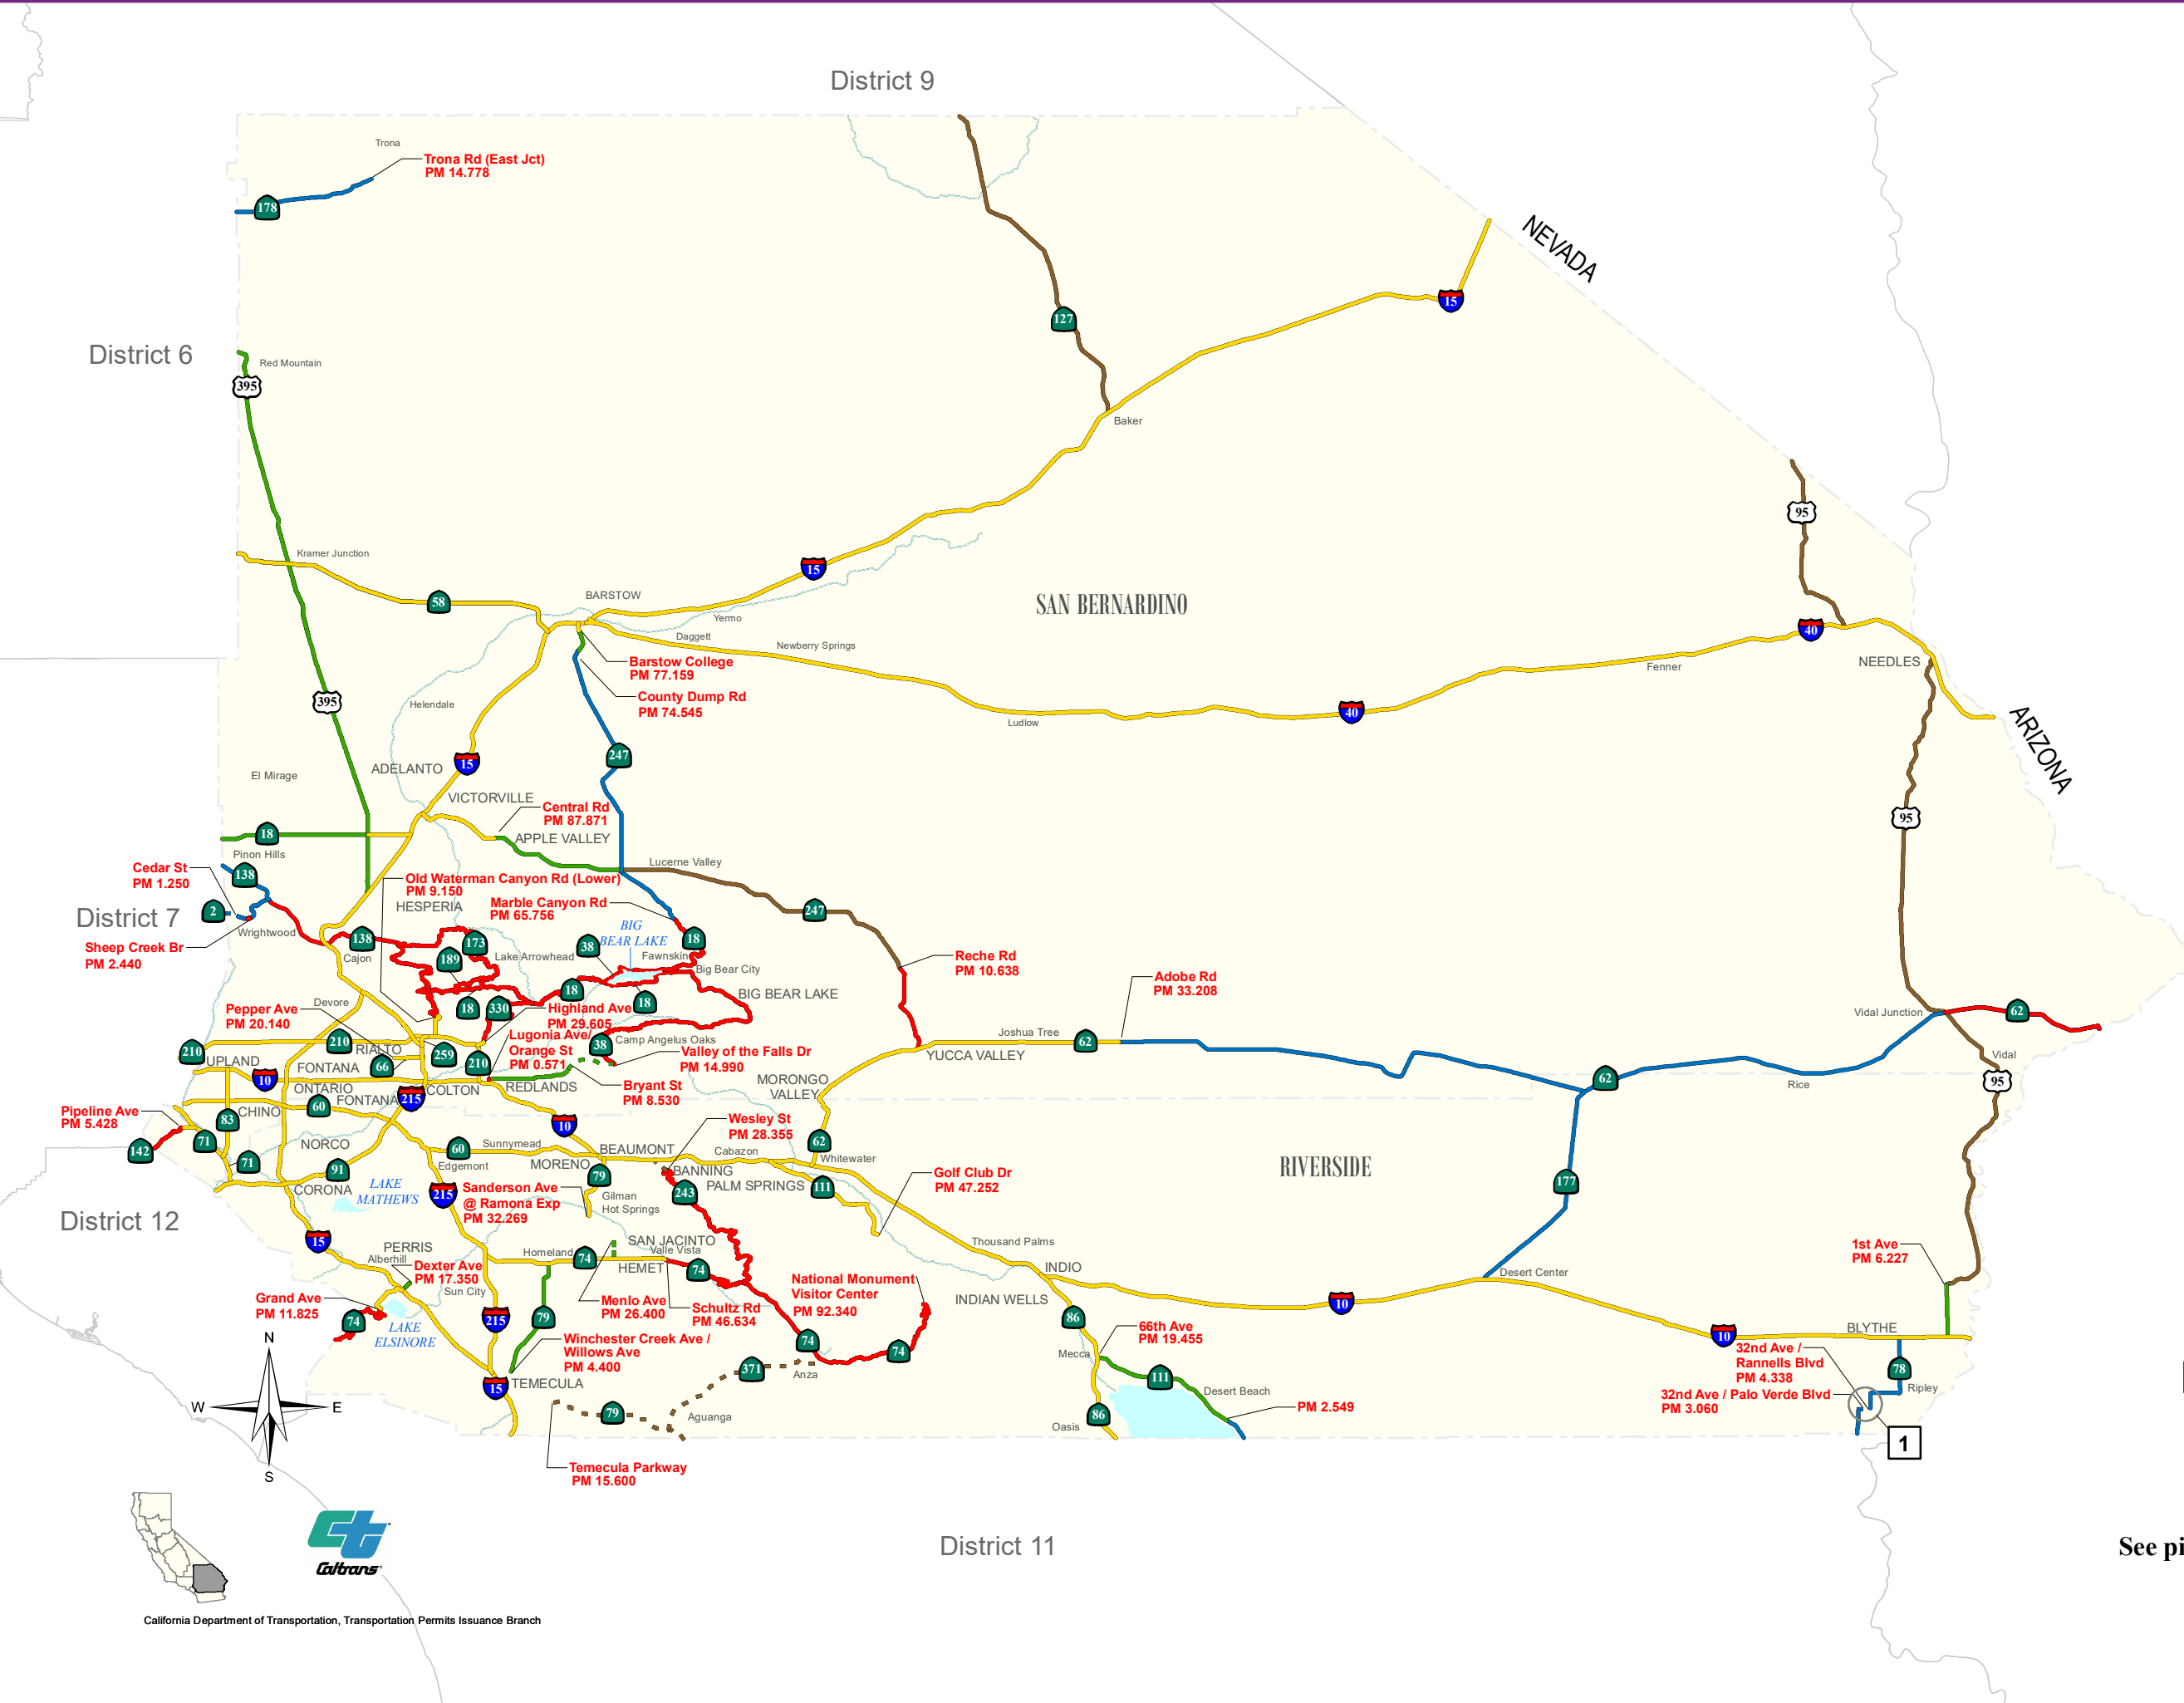 District 9
Trona
Trona Rd (East Jct)
PM 14.778
178
NEVADA
15
127
District 6
Red Mountain
395
Baker
95
Kramer Junction
15
58
BARSTOW
SAN BERNARDINO
Yermo
Daggett
Newberry Springs
40
Fenner
NEEDLES
Barstow College
PM 77.159
County Dump Rd
PM 74.545
395
Helendale
Ludlow
40
ARIZONA
247
15
ADELANTO
El Mirage
VICTORVILLE
Central Rd
PM 87.871
95
18
APPLE VALLEY
Pinon Hills
Lucerne Valley
Cedar St
PM 1.250
138
Old Waterman Canyon Rd (Lower)
PM 9.150
HESPERIA
Marble Canyon Rd
PM 65.756
2
District 7
247
Wrightwood
Sheep Creek Br
PM 2.440
138
Cajon
173
189
Lake Arrowhead
38
BIG
BEAR LAKE
18
Fawnskin
Big Bear City
Reche Rd
PM 10.638
Adobe Rd
PM 33.208
Devore
18
330
18
18
BIG BEAR LAKE
Pepper Ave
PM 20.140
Highland Ave
PM 29.605
Vidal Junction
62
Lugonia Ave/
Orange St
PM 0.571
38
Camp Angelus Oaks
Joshua Tree
62
YUCCA VALLEY
210
UPLAND
210
RIALTO
259
210
66
Valley of the Falls Dr
PM 14.990
Vidal
FONTANA
10
ONTARIO
FONTANA
215
COLTON
REDLANDS
Bryant St
PM 8.530
MORONGO
VALLEY
62
Rice
95
Pipeline Ave
PM 5.428
CHINO
83
60
10
Wesley St
PM 28.355
142
71
NORCO
71
91
60
Sunnymead
Edgemont
BEAUMONT
MORENO
Cabazon
62
Whitewater
BANNING
RIVERSIDE
CORONA
LAKE
MATHEWS
215
Sanderson Ave
@ Ramona Exp
PM 32.269
79
Gilman
Hot Springs
243
PALM SPRINGS
111
Golf Club Dr
PM 47.252
177
District 12
15
PERRIS
Alberhill
SAN JACINTO
Valle Vista
Homeland
74
HEMET
74
Thousand Palms
INDIO
1st Ave
PM 6.227
Dexter Ave
PM 17.350
Sun City
Desert Center
Grand Ave
PM 11.825
74
LAKE
ELSINORE
215
79
Menlo Ave
PM 26.400
Schultz Rd
PM 46.634
National Monument
Visitor Center
PM 92.340
INDIAN WELLS
86
10
10
BLYTHE
N
W
E
S
Winchester Creek Ave /
Willows Ave
PM 4.400
74
74
66th Ave
PM 19.455
Mecca
32nd Ave /
Rannells Blvd
PM 4.338
78
Ripley
15
TEMECULA
371
Anza
111
Desert Beach
32nd Ave / Palo Verde Blvd
PM 3.060
79
Aguanga
86
Oasis
PM 2.549
1
Temecula Parkway
PM 15.600
Caltrans
District 11
See pi
California Department of Transportation, Transportation Permits Issuance Branch